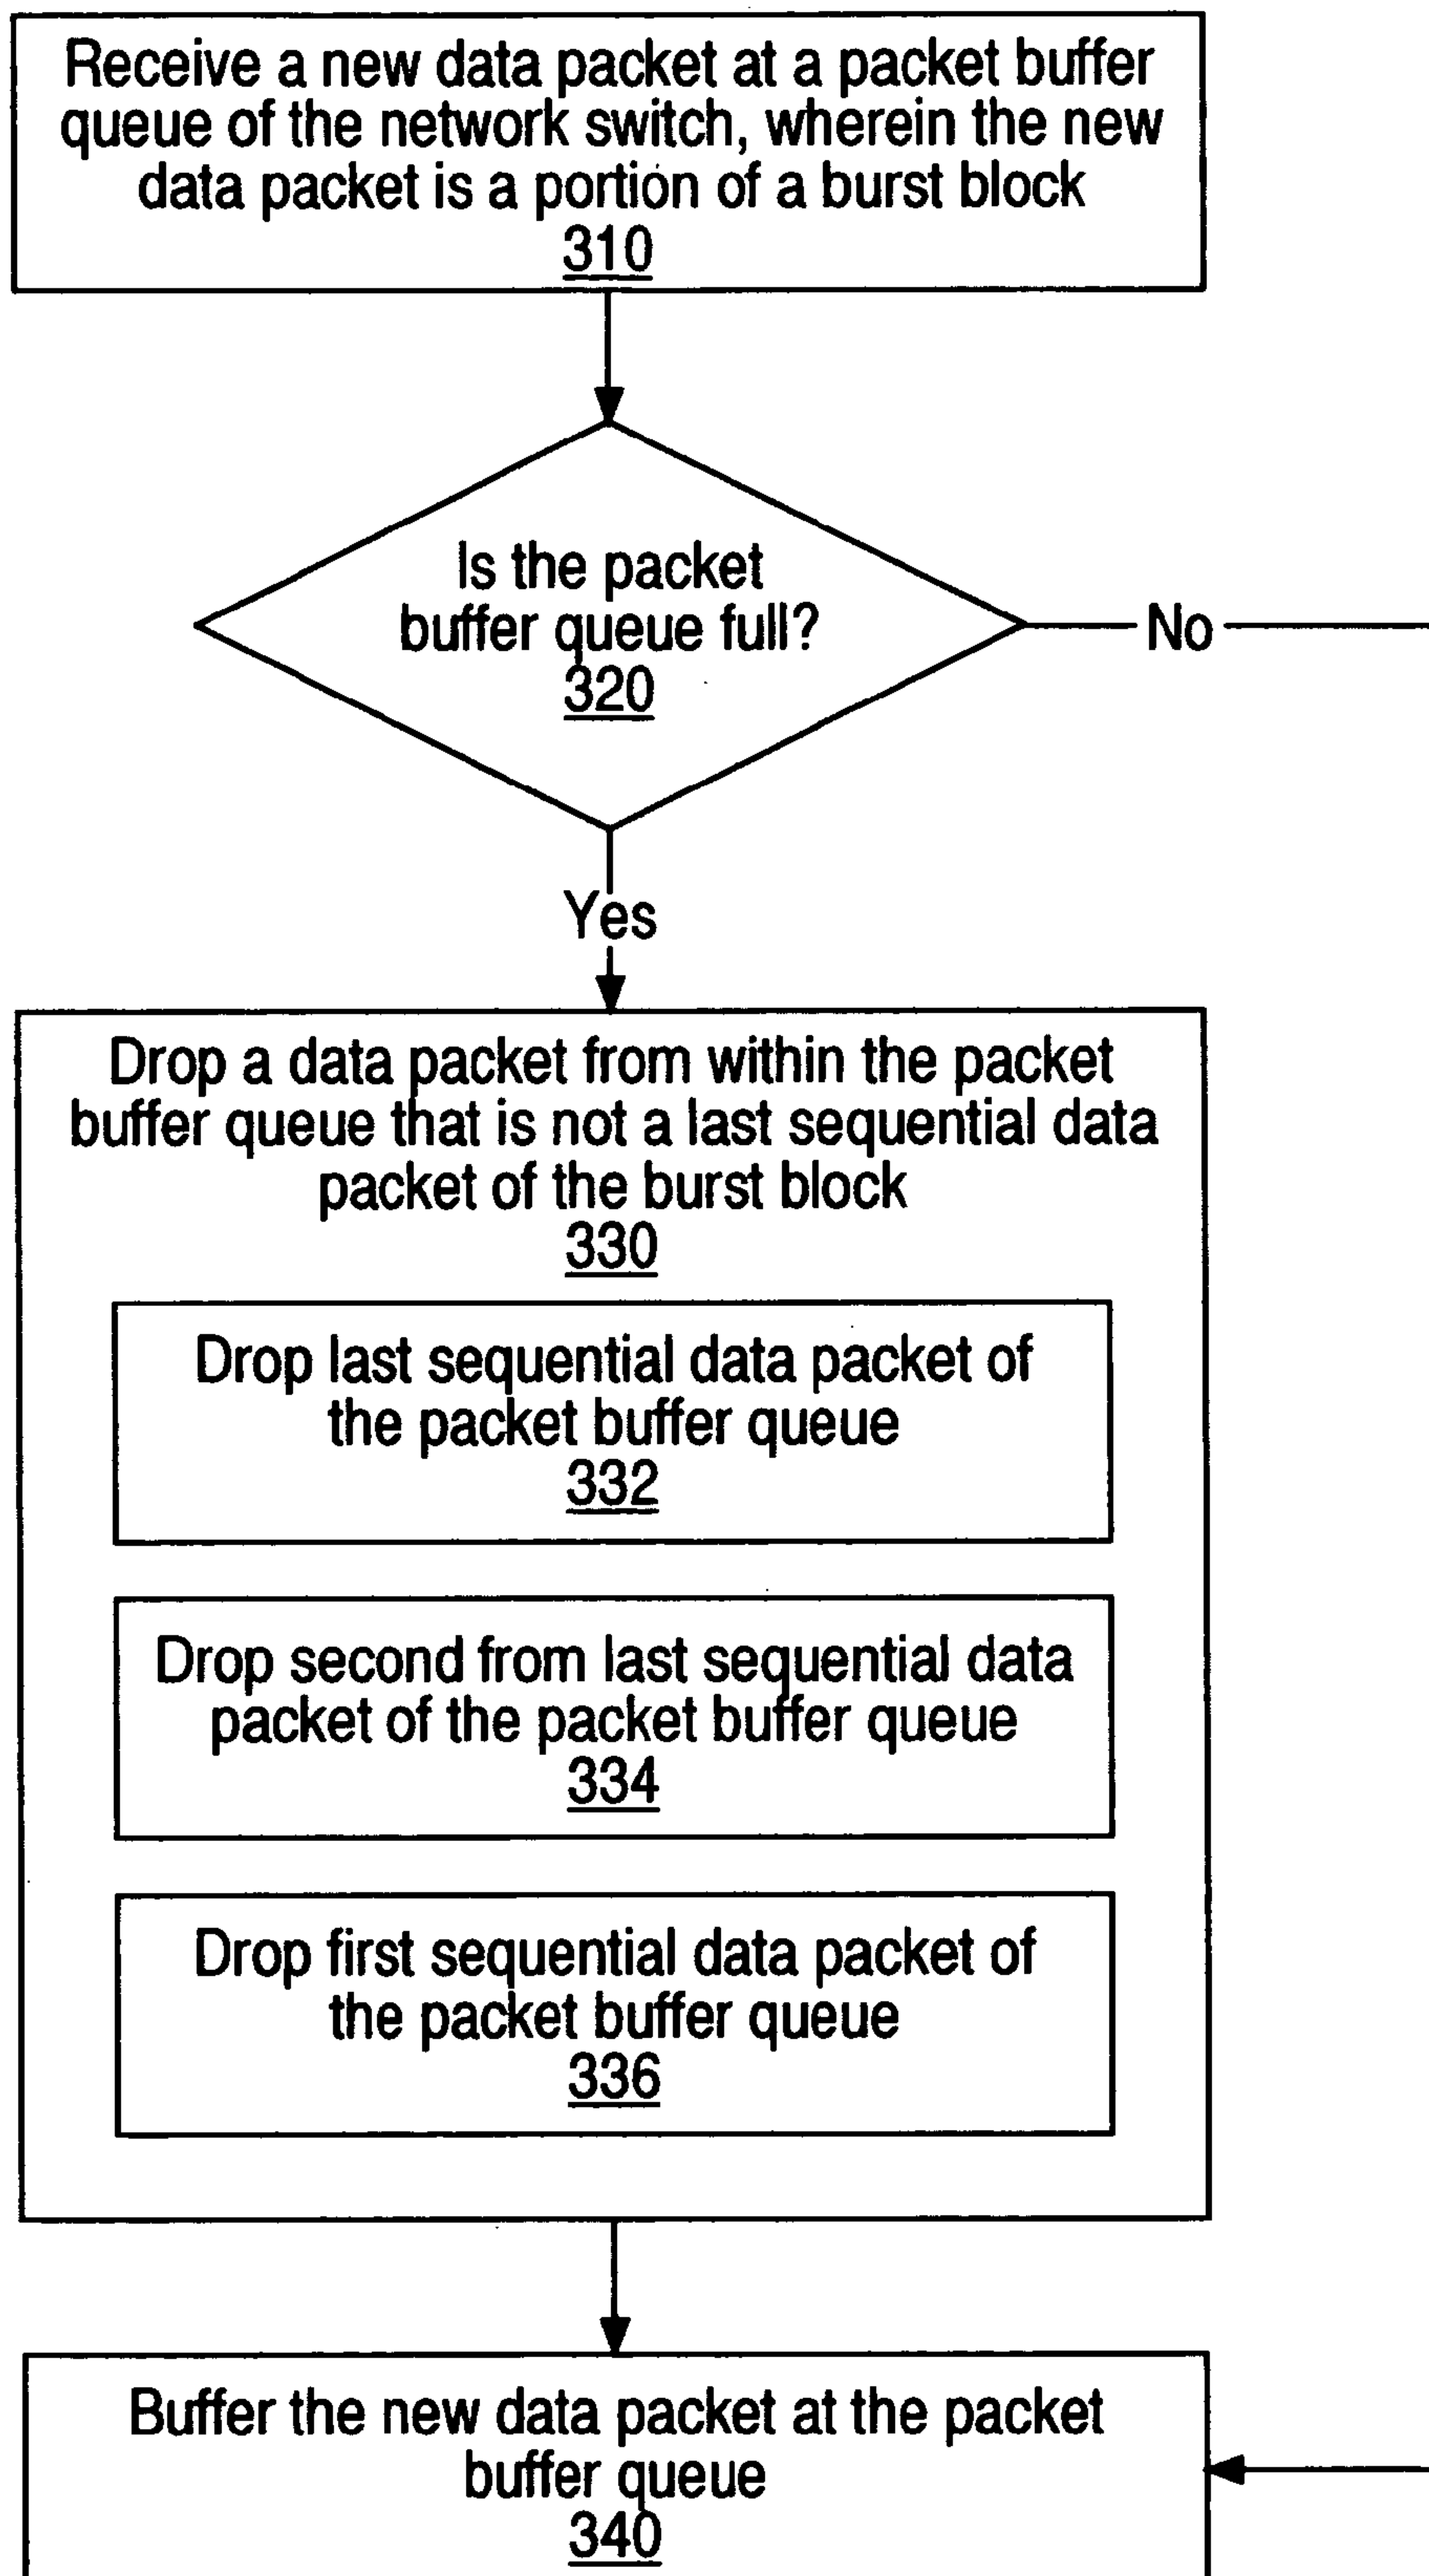 Receive a new data packet at a packet buffer
queue of the network switch, wherein the new
data packet is a portion of a burst block
310
Is the packet
buffer queue full?
320
No
Yes
Drop a data packet from within the packet
buffer queue that is not a last sequential data
packet of the burst block
330
Drop last sequential data packet of
the packet buffer queue
332
Drop second from last sequential data
packet of the packet buffer queue
334
Drop first sequential data packet of
the packet buffer queue
336
Buffer the new data packet at the packet
buffer queue
340